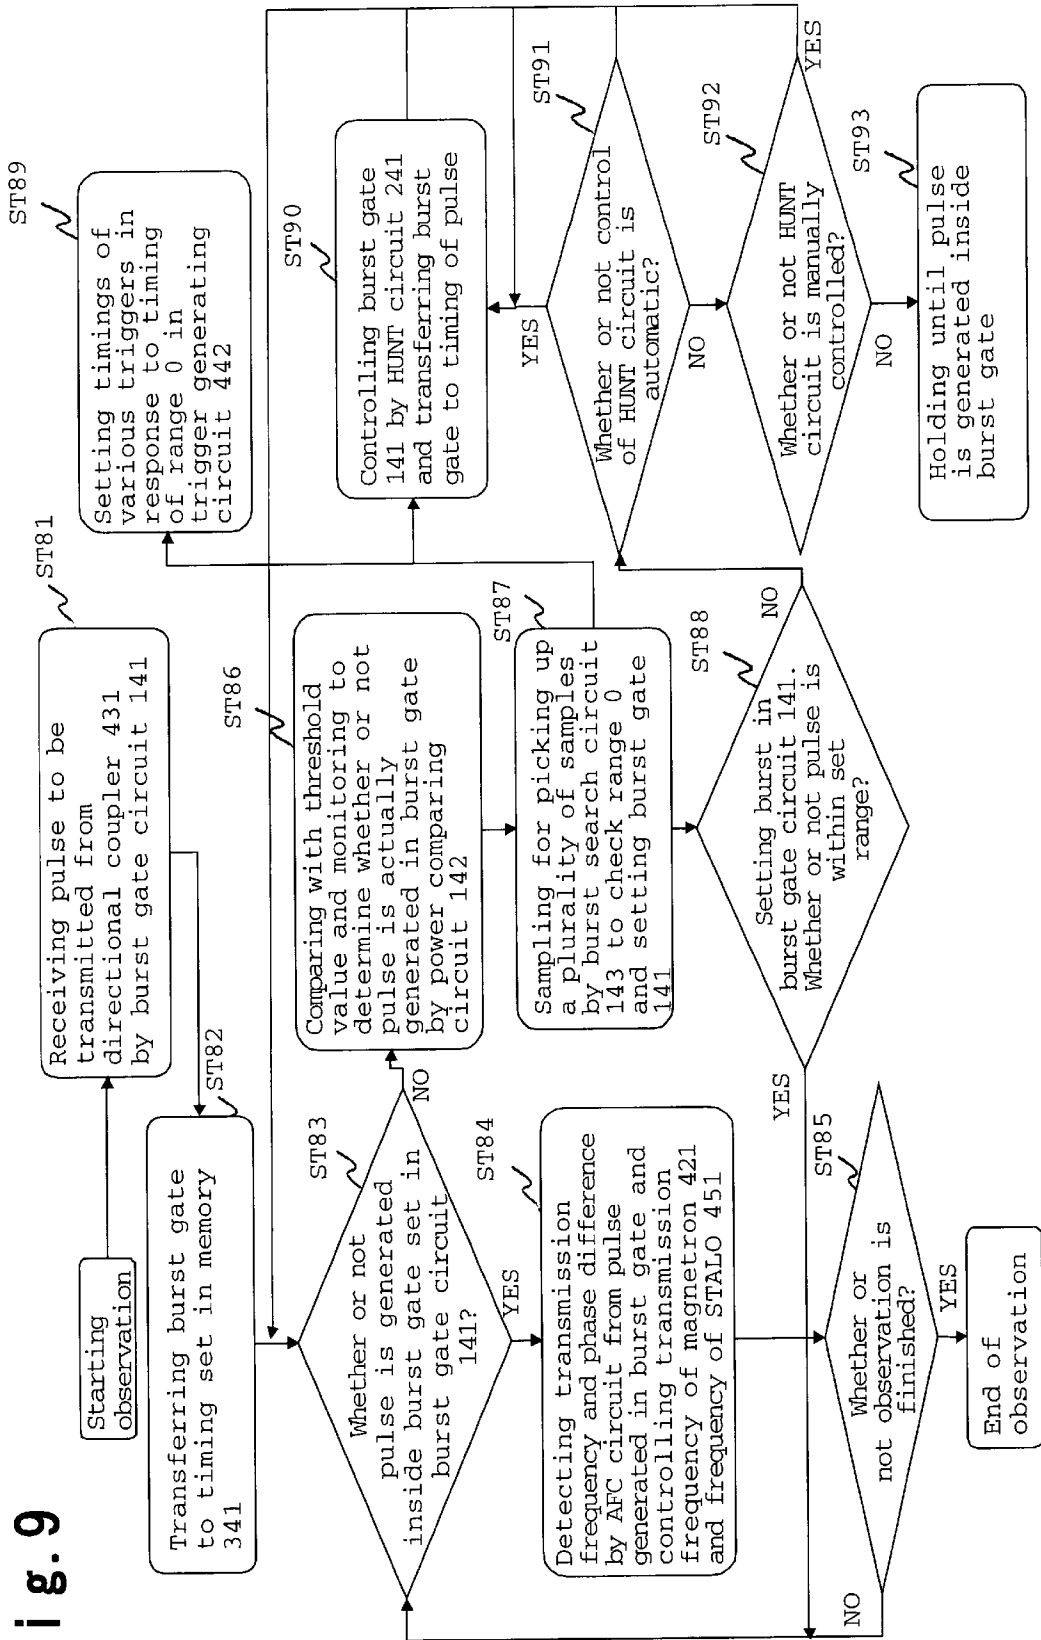 ig.9
Starting
observation
Receiving pulse to be
transmitted from
directional coupler 431
by burst gate circuit 141
ST81
Transferring burst gate
to timing set in memory
341
ST82
Whether or not
pulse is generated
inside burst gate set in
burst gate circuit
141?
ST83
NO
YES
Detecting transmission
frequency and phase difference
by AFC circuit from pulse
generated in burst gate and
controlling transmission
frequency of magnetron 421
and frequency of STALO 451
ST84
Whether or
not observation is
finished?
ST85
NO
YES
End of
observation
Comparing with threshold
value and monitoring to
determine whether or not
pulse is actually
generated in burst gate
by power comparing
circuit 142
ST86
Sampling for picking up
a plurality of samples
by burst search circuit
143 to check range 0
and setting burst gate
141
ST87
Setting burst in
burst gate circuit 141.
Whether or not pulse is
within set
range?
ST88
YES
NO
Setting timings of
various triggers in
response to timing
of range 0 in
trigger generating
circuit 442
ST89
Controlling burst gate
141 by HUNT circuit 241
and transferring burst
gate to timing of pulse
ST90
Whether or not control
of HUNT circuit is
automatic?
ST91
YES
NO
Whether or not HUNT
circuit is manually
controlled?
ST92
YES
NO
Holding until pulse
is generated inside
burst gate
ST93